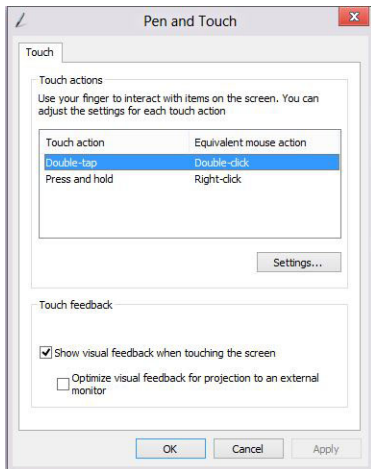 Pen and Touch
Touch
Touch actions
Use your finger to interact with items on the screen. You can
adjust the settings for each touch action
Touch action Equivalent mouse action
Double-tap Double-click
Press and hold Right-click
Settings...
Touch feedback
Show visual feedback when touching the screen
Optimize visual feedback for projection to an external
monitor
OK Cancel Apply